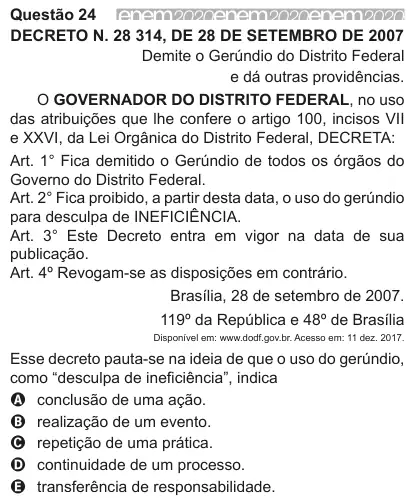 Questão 24 enem2020enem2020enem2020
DECRETO N. 28 314, DE 28 DE SETEMBRO DE 2007
Demite o Gerúndio do Distrito Federal
e dá outras providências.
O GOVERNADOR DO DISTRITO FEDERAL, no uso
das atribuições que lhe confere o artigo 100, incisos VII
e XXVI, da Lei Orgânica do Distrito Federal, DECRETA:
Art. 1° Fica demitido o Gerúndio de todos os órgãos do
Governo do Distrito Federal.
Art. 2° Fica proibido, a partir desta data, o uso do gerúndio
para desculpa de INEFICIÊNCIA.
Art. 3° Este Decreto entra em vigor na data de sua
publicação.
Art. 4º Revogam-se as disposições em contrário.
Brasília, 28 de setembro de 2007.
119º da República e 48º de Brasília
Disponível em: www.dodf.gov.br. Acesso em: 11 dez. 2017.
Esse decreto pauta-se na ideia de que o uso do gerúndio,
como “desculpa de ineficiência”, indica
A conclusão de uma ação.
B realização de um evento.
C repetição de uma prática.
D continuidade de um processo.
E transferência de responsabilidade.